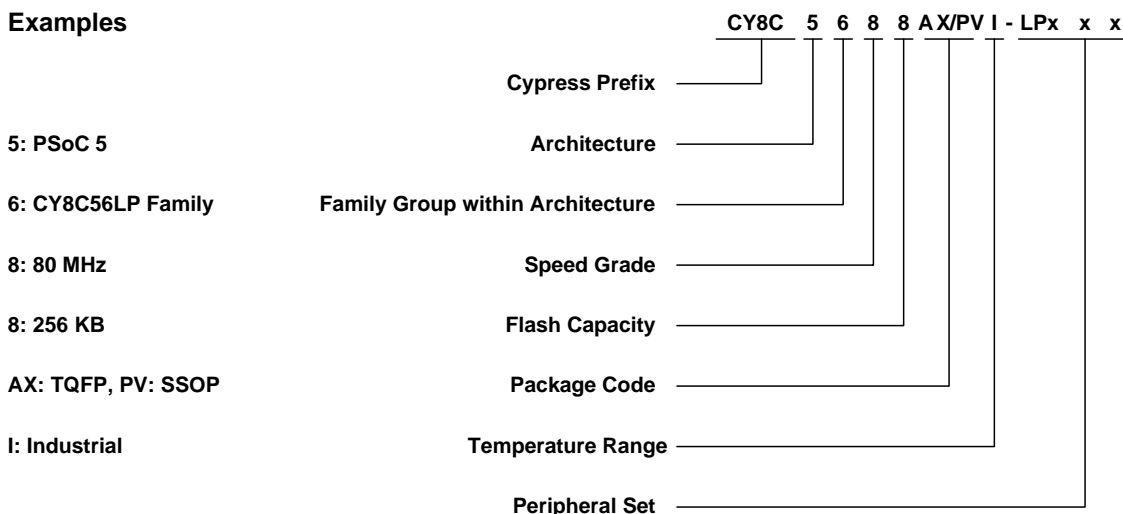 Examples CY8C 5 6 8 8 AX/PV I - LPx x x
Cypress Prefix
5: PSoC 5 Architecture
6: CY8C56LP Family Family Group within Architecture
8: 80 MHz Speed Grade
8: 256 KB Flash Capacity
AX: TQFP, PV: SSOP Package Code
I: Industrial Temperature Range
Peripheral Set